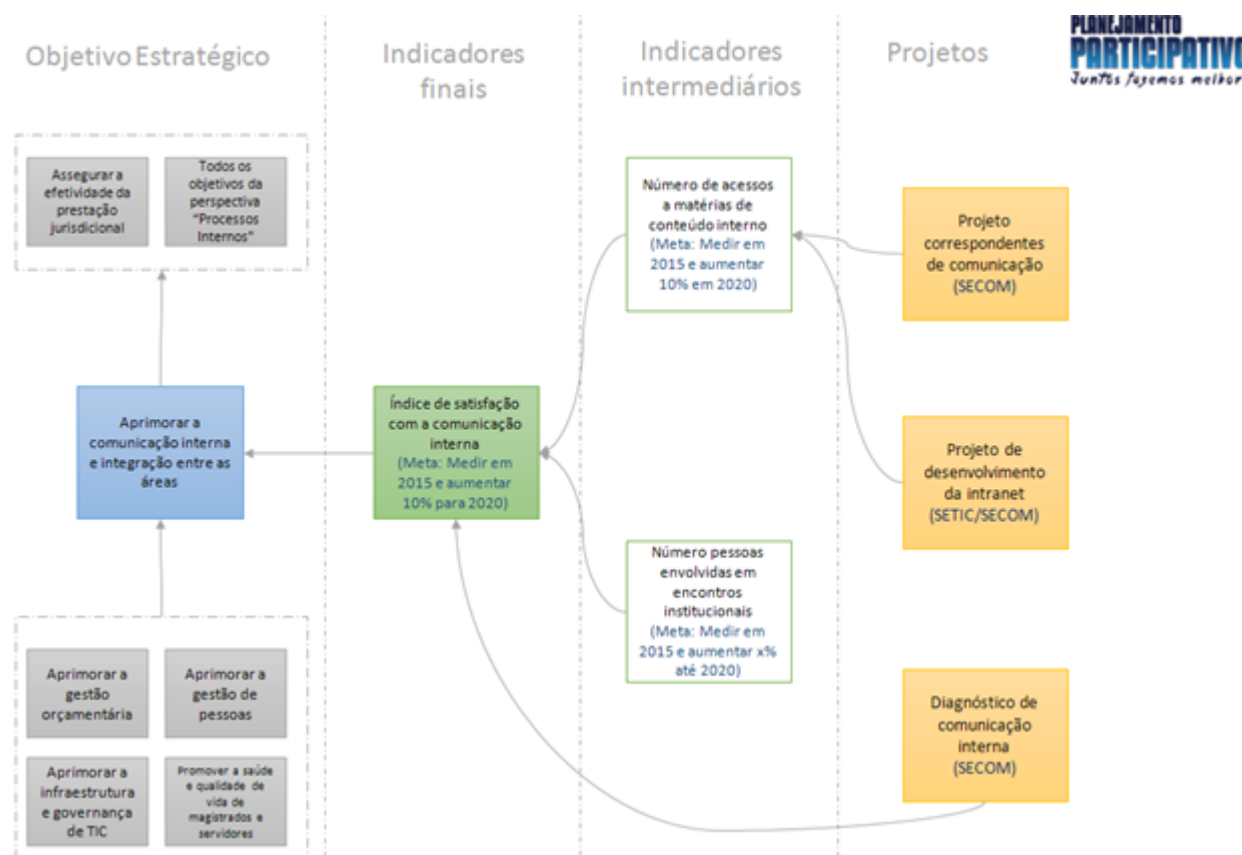 Objetivo Estratégico
Indicadores
finais
Indicadores
intermediários
Projetos
PLANEJAMENTO
PARTICIPATIVO
Juntos fazemos melhor
Assegurar a
efetividade da
prestação
jurisdicional
Todos os
objetivos da
perspectiva
"Processos
Internos"
Aprimorar a
comunicação interna
e integração entre as
áreas
Aprimorar a
gestão
orçamentária
Aprimorar a
gestão de
pessoas
Aprimorar a
infraestrutura
e governança
de TIC
Promover a saúde
e qualidade de
vida de
magistrados e
servidores
Índice de satisfação
com a comunicação
interna
(Meta: Medir em
2015 e aumentar
10% para 2020)
Número de acessos
a matérias de
conteúdo interno
(Meta: Medir em
2015 e aumentar
10% em 2020)
Número pessoas
envolvidas em
encontros
institucionais
(Meta: Medir em
2015 e aumentar x%
até 2020)
Projeto
correspondentes
de comunicação
(SECOM)
Projeto de
desenvolvimento
da intranet
(SETIC/SECOM)
Diagnóstico de
comunicação
interna
(SECOM)